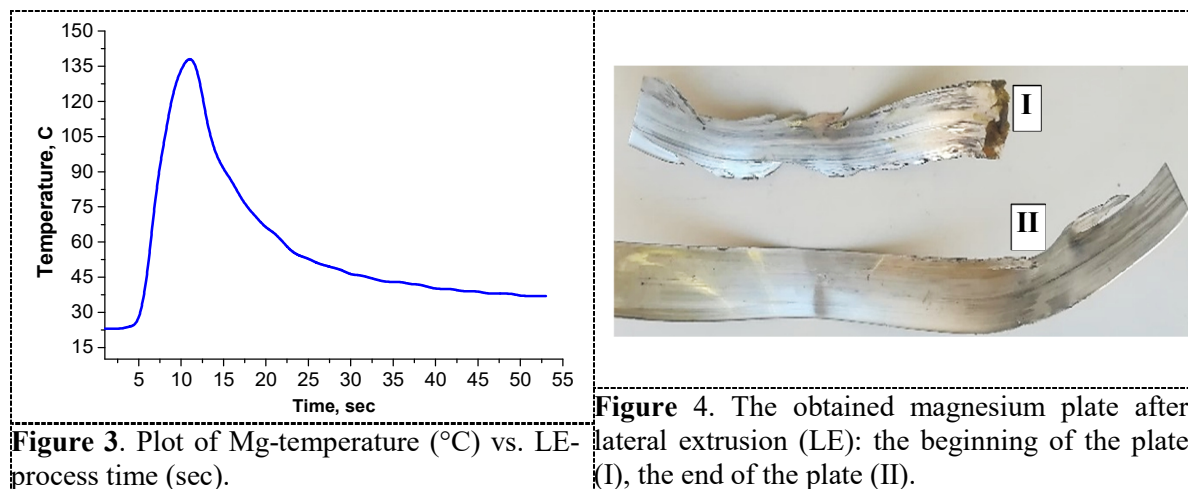 150
135
120
105
90
75
60
45
30
15
Temperature, C
5 10 15 20 25 30 35 40 45 50 55
Time, sec
Figure 3. Plot of Mg-temperature (°C) vs. LE-
process time (sec).
I
II
Figure 4. The obtained magnesium plate after
lateral extrusion (LE): the beginning of the plate
(I), the end of the plate (II).